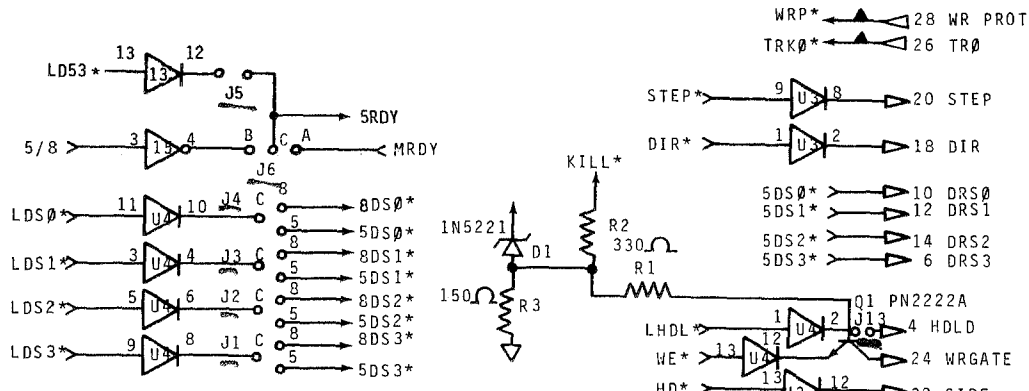 WRP* 28 WR PROT
TRKØ* 26 TRØ
13 12
LD53* 13
J5
5RDY
STEP* 9 U3 8 20 STEP
5/8 3 15 4 B C A MRDY
DIR* 1 U3 2 18 DIR
J6
KILL*
LDSØ* 11 U4 10 J4 C 8 8DSØ*
5 5DSØ*
LDS1* 3 U4 4 J3 C 8 8DS1*
5 5DS1*
LDS2* 5 U4 6 J2 C 8 8DS2*
5 5DS2*
LDS3* 9 U4 8 J1 C 8 8DS3*
5 5DS3*
1N5221
D1
R2
330Ω
R1
150Ω
R3
5DSØ* 10 DRSØ
5DS1* 12 DRS1
5DS2* 14 DRS2
5DS3* 6 DRS3
Q1 PN2222A
LHDL* 1 U4 2 J13 4 HDLD
WE* 13 U4 12 24 WRGATE
HD* 13 12